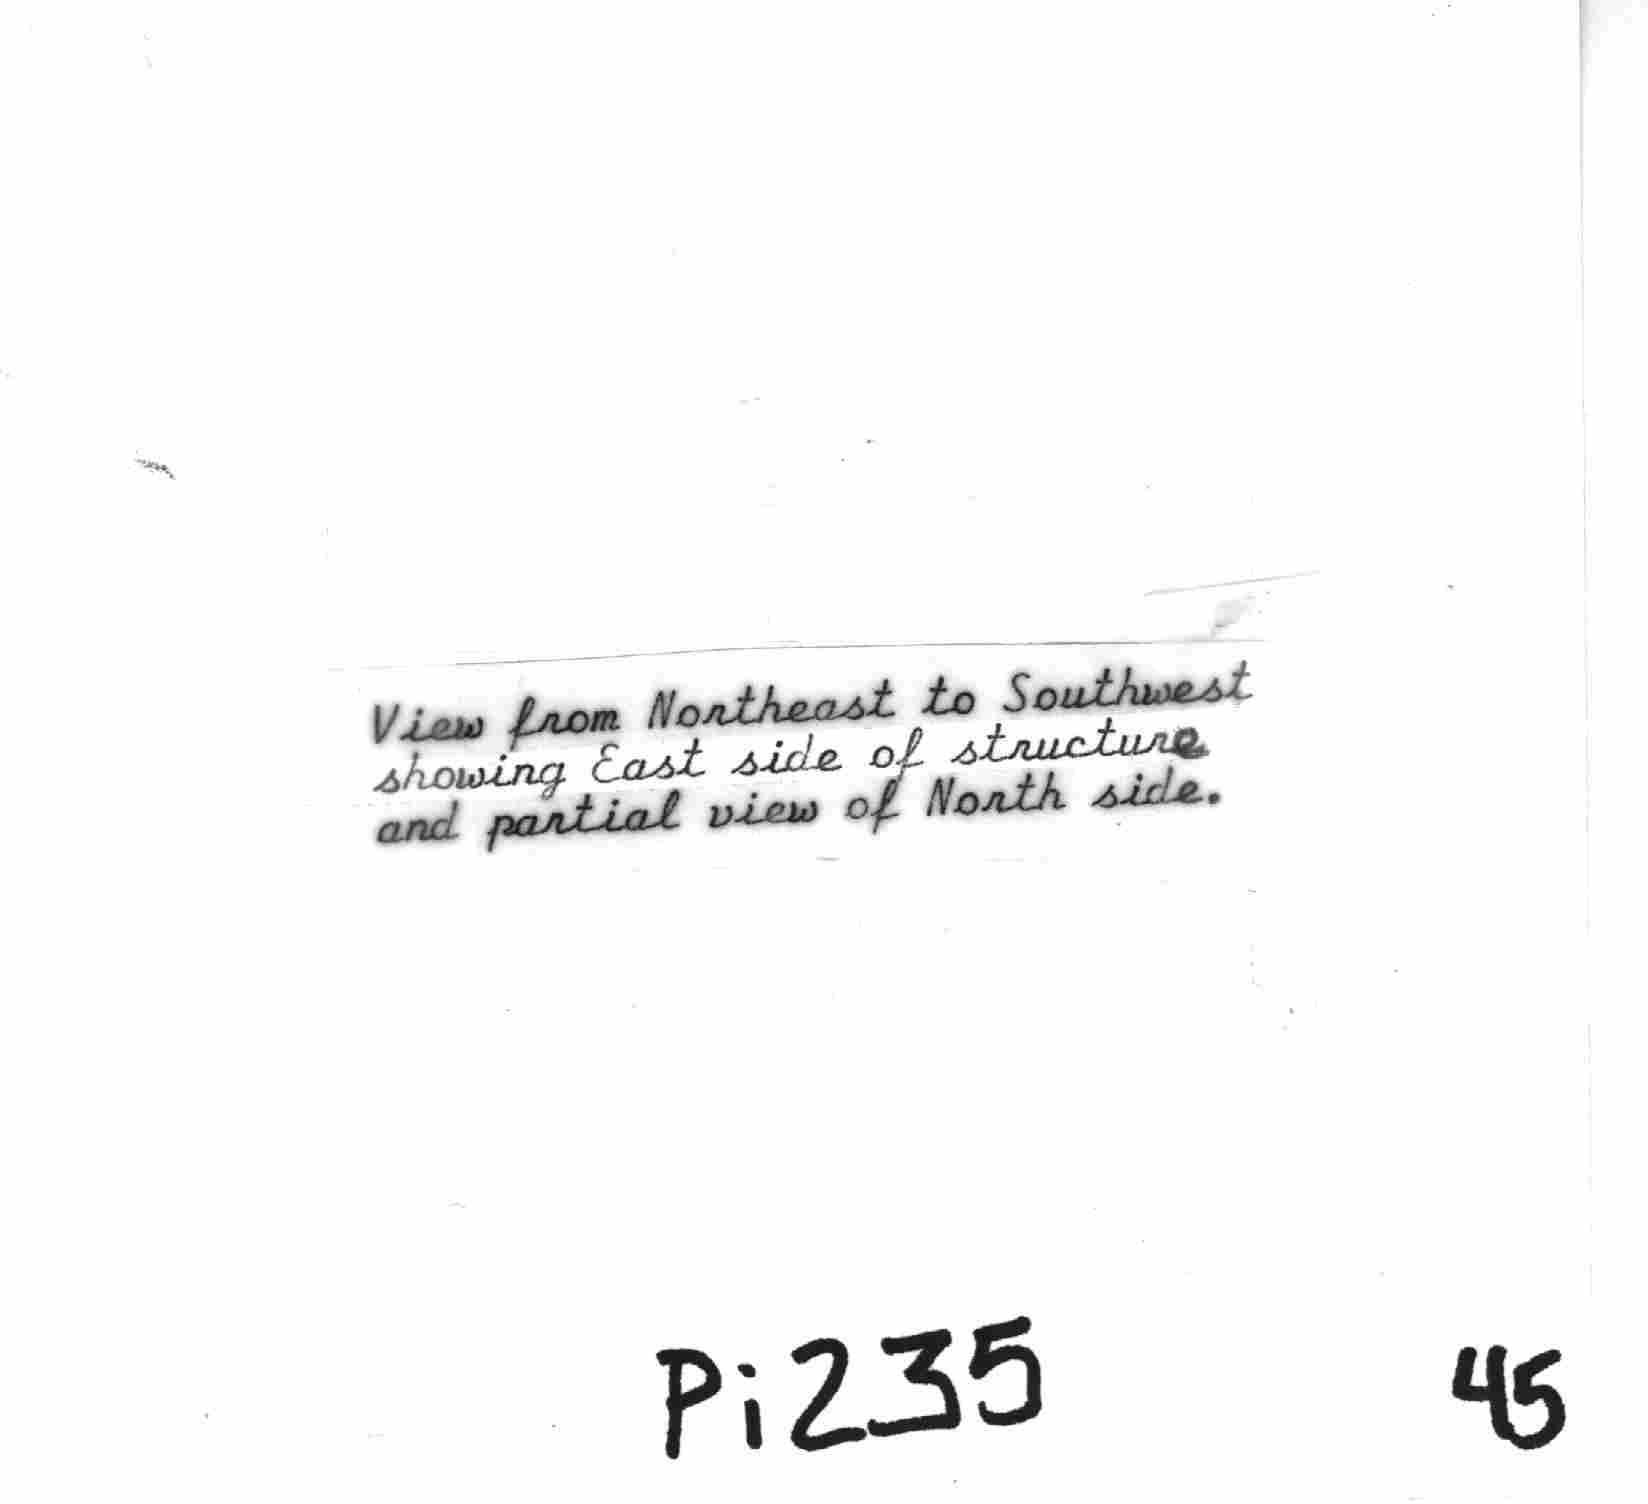 View from Northeast to Southwest
showing East side of structure
and partial view of North side.
Pi235
45